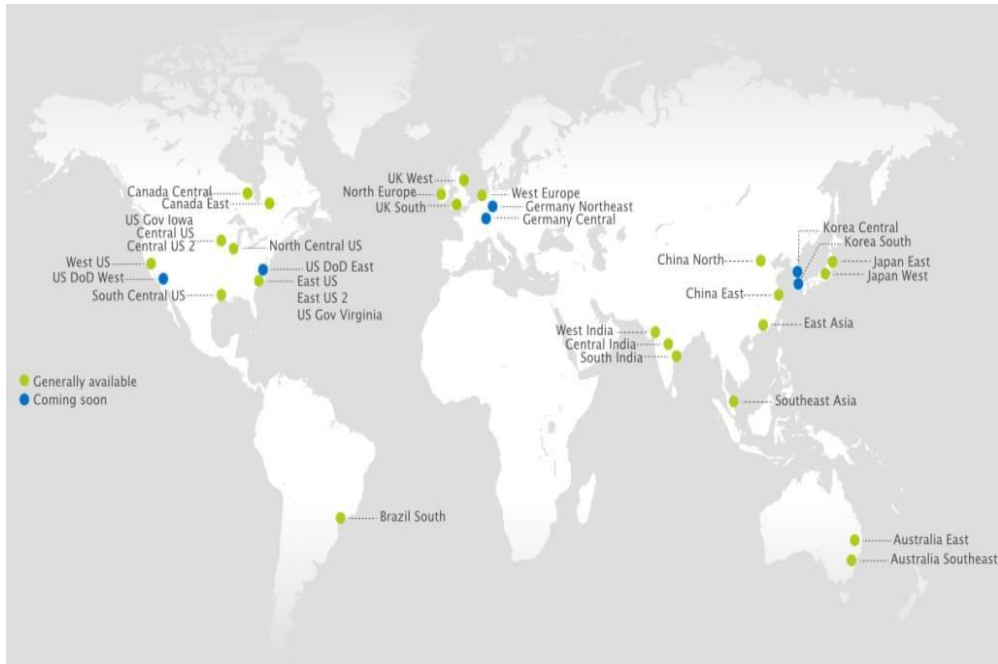 Canada Central
Canada East
US Gov Iowa
Central US
Central US 2
North Central US
West US
US DoD West
South Central US
US DoD East
East US
East US 2
US Gov Virginia
Generally available
Coming soon
Brazil South
UK West
North Europe
UK South
West Europe
Germany Northeast
Germany Central
West India
Central India
South India
China North
China East
Korea Central
Korea South
Japan East
Japan West
East Asia
Southeast Asia
Australia East
Australia Southeast